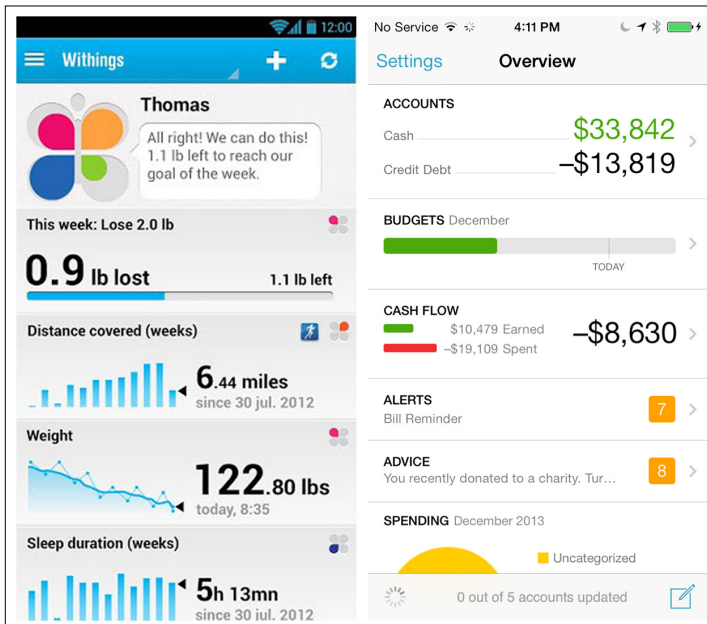 12:00
Withings
Thomas
All right! We can do this!
1.1 lb left to reach our
goal of the week.
This week: Lose 2.0 lb
0.9 lb lost
1.1 lb left
Distance covered (weeks)
6.44 miles
since 30 jul. 2012
Weight
122.80 lbs
today, 8:35
Sleep duration (weeks)
5h 13mn
since 30 jul. 2012
No Service 4:11 PM
Settings Overview
ACCOUNTS
Cash $33,842
Credit Debt –$13,819
BUDGETS December
TODAY
CASH FLOW
$10,479 Earned
–$19,109 Spent
–$8,630
ALERTS
Bill Reminder
7
ADVICE
You recently donated to a charity. Tur...
8
SPENDING December 2013
Uncategorized
0 out of 5 accounts updated